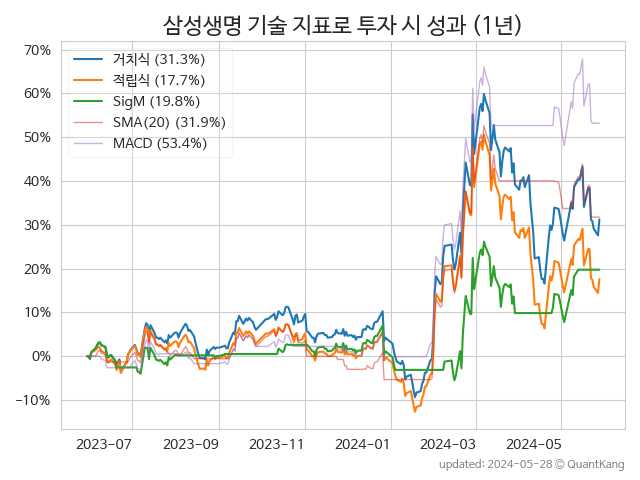 삼성생명 기술 지표로 투자 시 성과 (1년)
70%
60%
50%
40%
30%
20%
10%
0%
−10%
거치식 (31.3%)
적립식 (17.7%)
SigM (19.8%)
SMA(20) (31.9%)
MACD (53.4%)
2023-07
2023-09
2023-11
2024-01
2024-03
2024-05
updated: 2024-05-28 © QuantKang